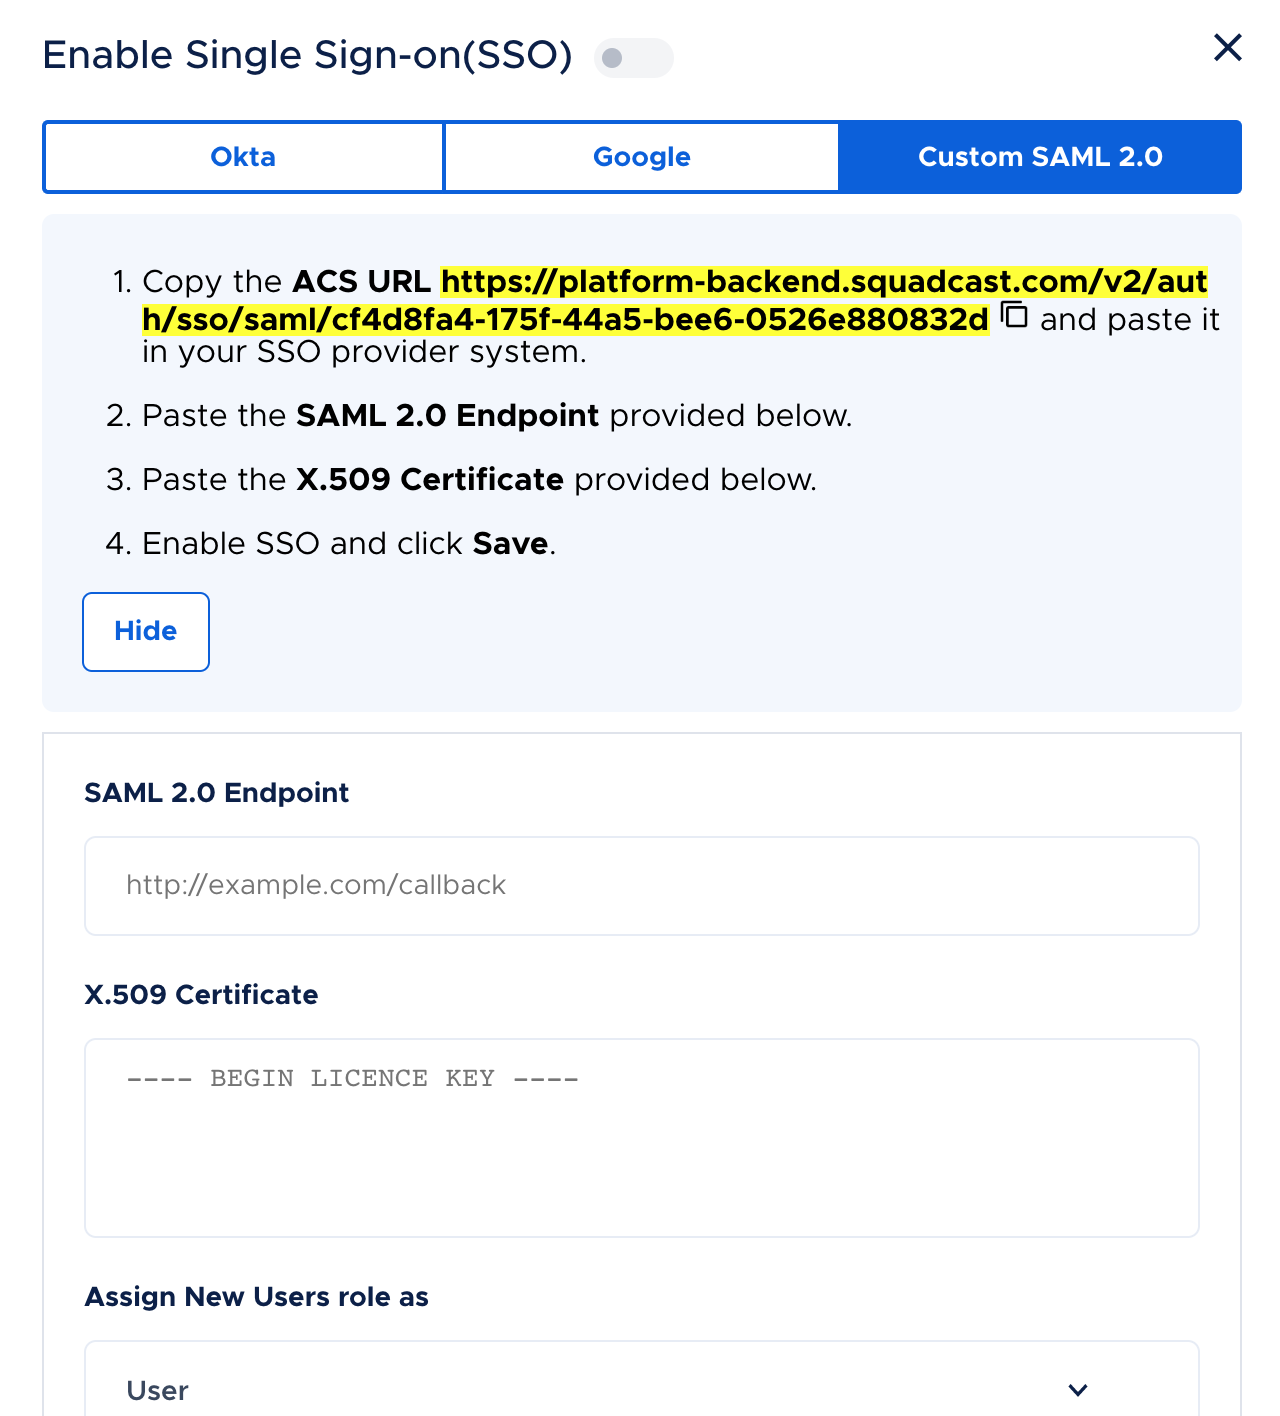 Enable Single Sign-on(SSO)
Okta
Google
Custom SAML 2.0
1. Copy the ACS URL https://platform-backend.squadcast.com/v2/aut
h/sso/saml/cf4d8fa4-175f-44a5-bee6-0526e880832d and paste it
in your SSO provider system.
2. Paste the SAML 2.0 Endpoint provided below.
3. Paste the X.509 Certificate provided below.
4. Enable SSO and click Save.
Hide
SAML 2.0 Endpoint
http://example.com/callback
X.509 Certificate
---- BEGIN LICENCE KEY ----
Assign New Users role as
User